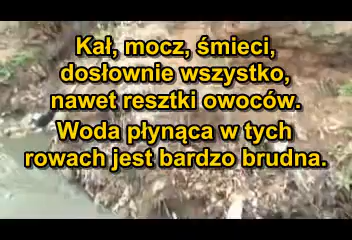 Kał, mocz, śmieci,
dosłownie wszystko,
nawet resztki owoców.
Woda płynąca w tych
rowach jest bardzo brudna.